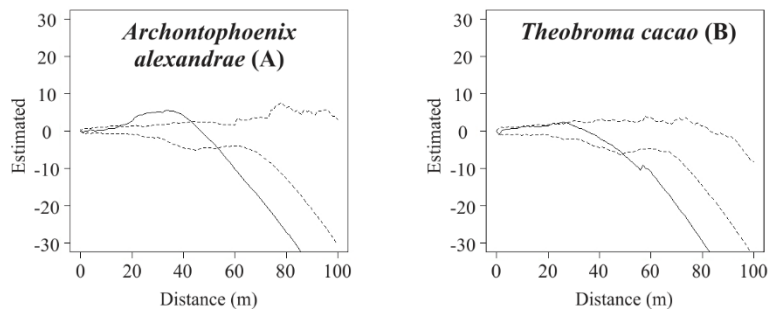 Archontophoenix
alexandrae (A)
30
20
10
0
-10
-20
-30
Estimated
0 20 40 60 80 100
Distance (m)
Theobroma cacao (B)
30
20
10
0
-10
-20
-30
Estimated
0 20 40 60 80 100
Distance (m)